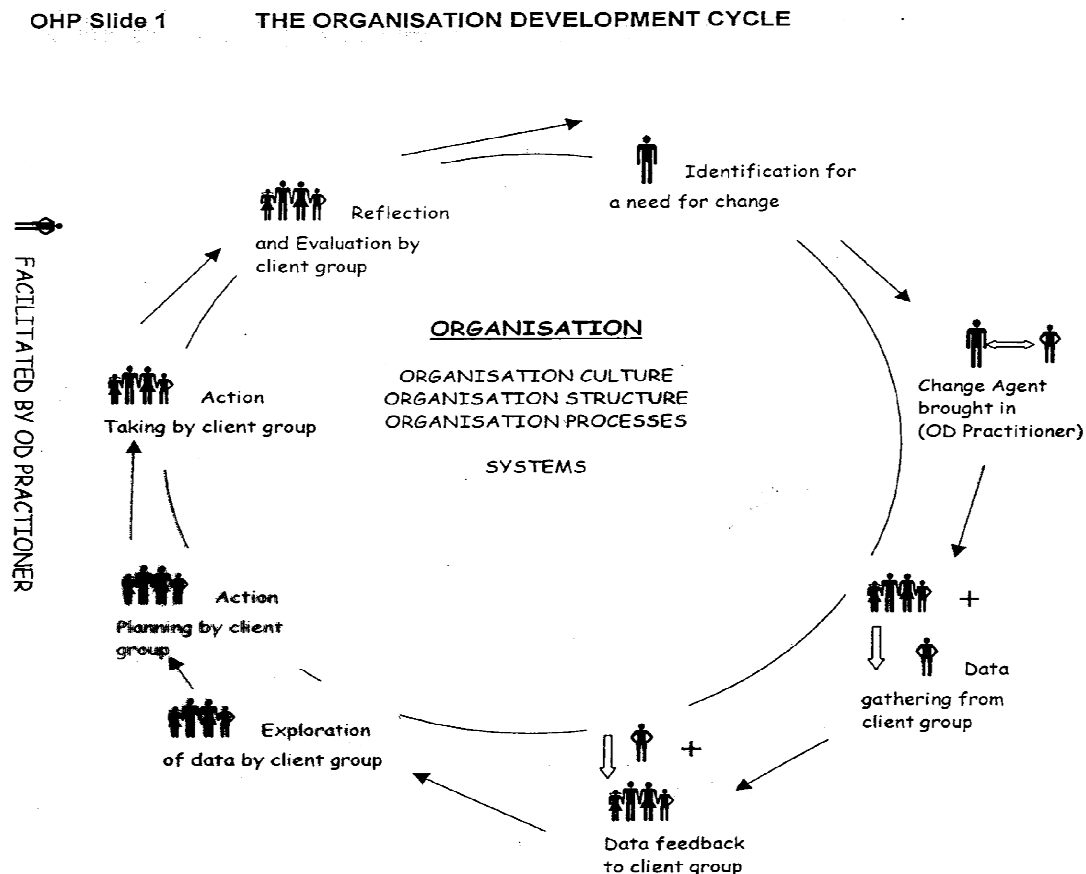 OHP Slide 1 THE ORGANISATION DEVELOPMENT CYCLE
Identification for
a need for change
Change Agent
brought in
(OD Practitioner)
+
Data
gathering from
client group
+
Data feedback
to client group
Exploration
of data by client group
Action
Planning by client
group
Action
Taking by client group
Reflection
and Evaluation by
client group
ORGANISATION
ORGANISATION CULTURE
ORGANISATION STRUCTURE
ORGANISATION PROCESSES
SYSTEMS
FACILITATED BY OD PRACTIONER